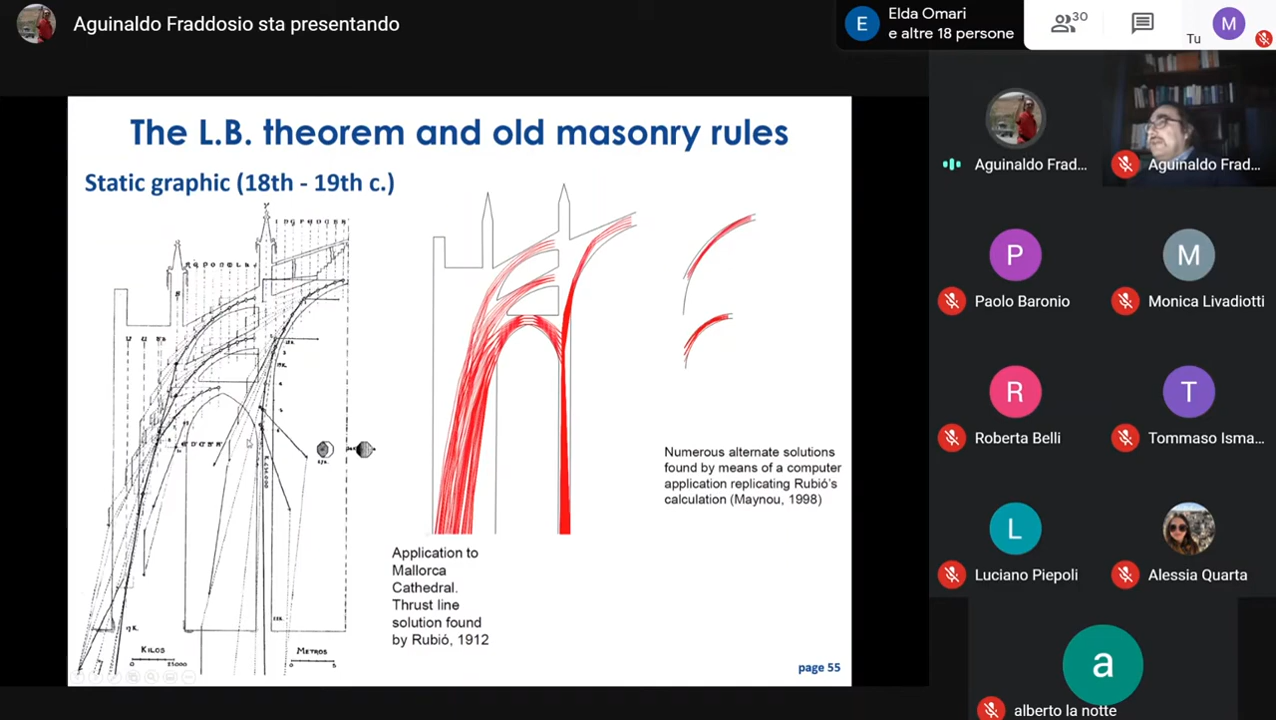 Aguinaldo Fraddosio sta presentando
E
Elda Omari
e altre 18 persone
30
Tu
M
The L.B. theorem and old masonry rules
Static graphic (18th - 19th c.)
KILOS
METROS
Application to
Mallorca
Cathedral.
Thrust line
solution found
by Rubió, 1912
Numerous alternate solutions
found by means of a computer
application replicating Rubió's
calculation (Maynou, 1998)
page 55
Aguinaldo Frad...
Aguinaldo Frad...
P
Paolo Baronio
M
Monica Livadiotti
R
Roberta Belli
T
Tommaso Isma...
L
Luciano Piepoli
Alessia Quarta
a
alberto la notte